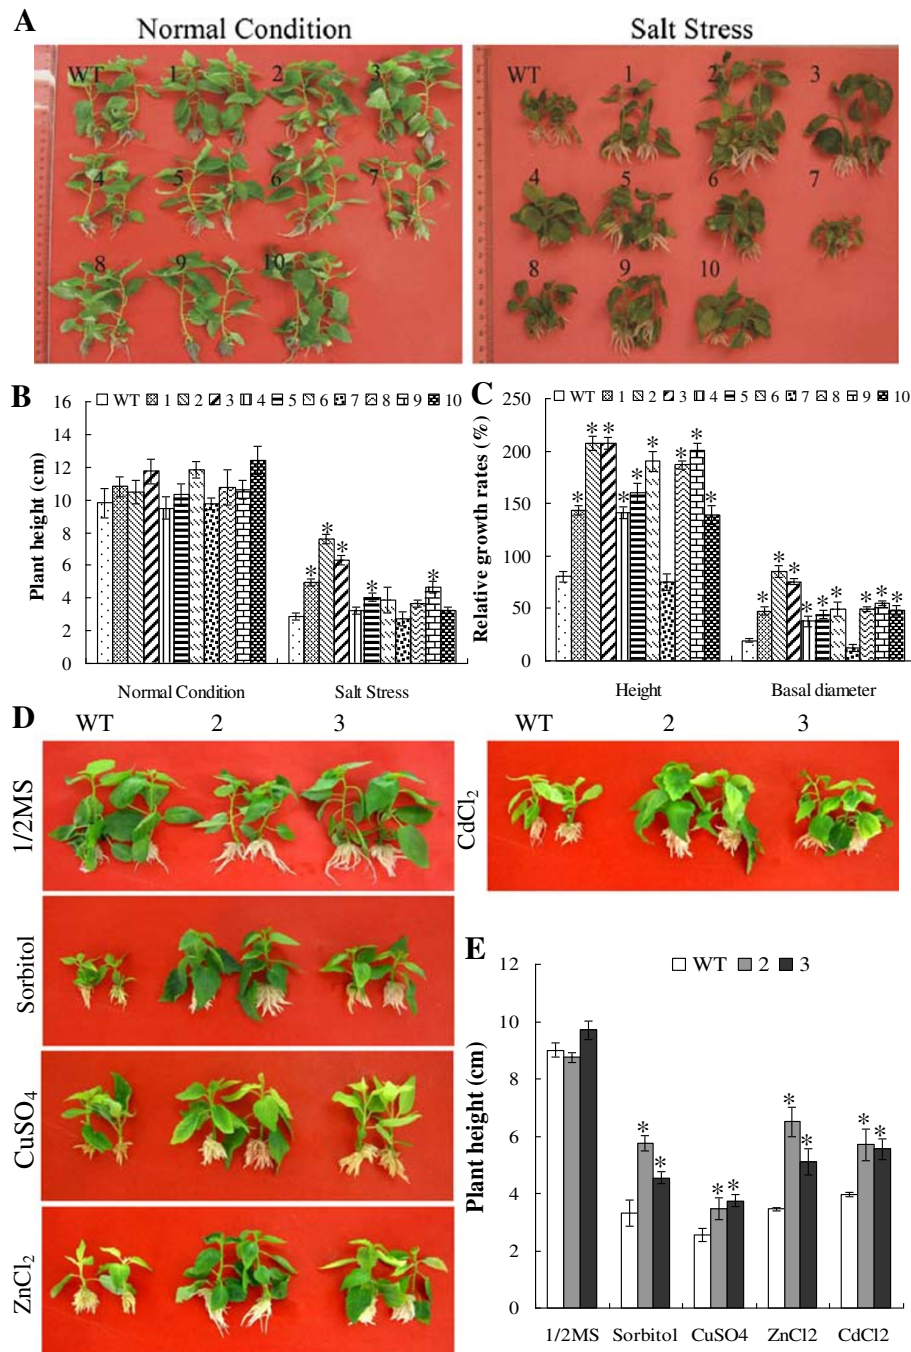 A Normal Condition Salt Stress
WT 1 2 3
4 5 6 7
8 9 10
WT 1 2 3
4 5 6 7
8 9 10
B
WT 1 2 3 4 5 6 7 8 9 10
Plant height (cm)
16
14
12
10
8
6
4
2
0
* * * * *
Normal Condition Salt Stress
C
WT 1 2 3 4 5 6 7 8 9 10
Relative growth rates (%)
250
200
150
100
50
0
* * * * * * * * *
* * * * * * * * *
Height Basal diameter
D WT 2 3
1/2MS
Sorbitol
CuSO4
ZnCl2
WT 2 3
CdCl2
E
WT 2 3
Plant height (cm)
12
10
8
6
4
2
0
* * * * * * * *
1/2MS Sorbitol CuSO4 ZnCl2 CdCl2